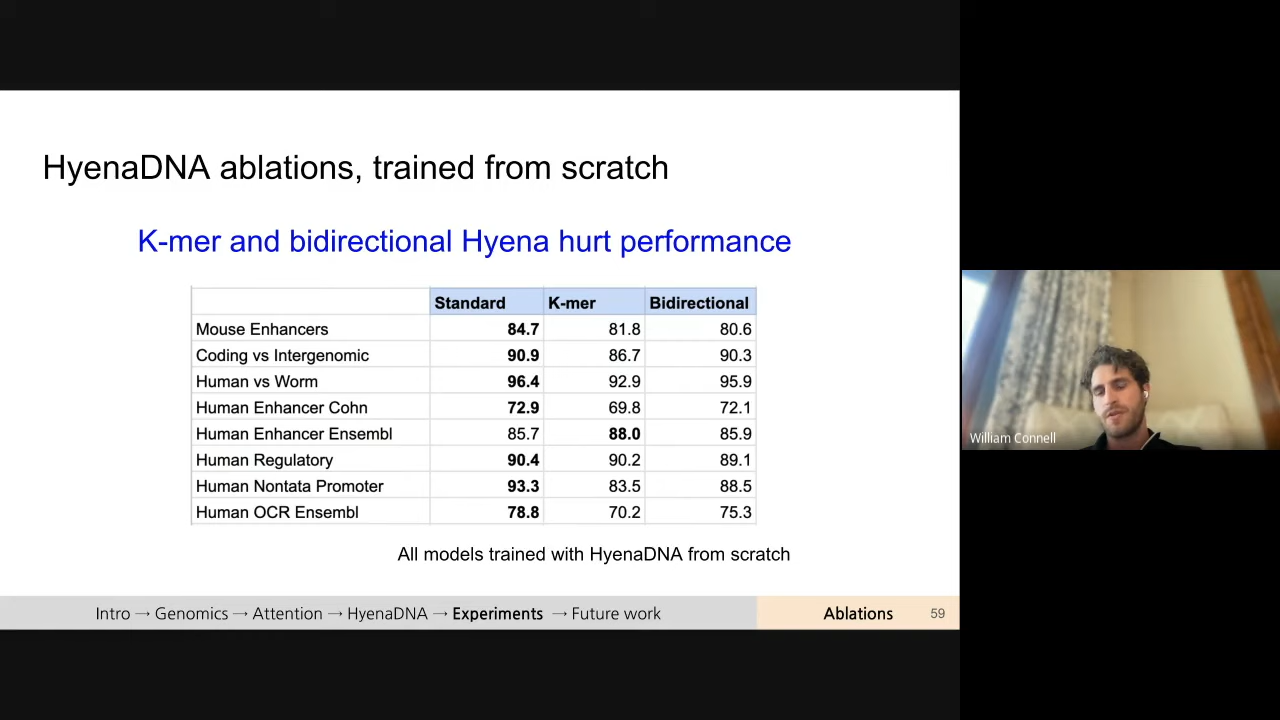 HyenaDNA ablations, trained from scratch
K-mer and bidirectional Hyena hurt performance
Standard K-mer Bidirectional
Mouse Enhancers 84.7 81.8 80.6
Coding vs Intergenomic 90.9 86.7 90.3
Human vs Worm 96.4 92.9 95.9
Human Enhancer Cohn 72.9 69.8 72.1
Human Enhancer Ensembl 85.7 88.0 85.9
Human Regulatory 90.4 90.2 89.1
Human Nontata Promoter 93.3 83.5 88.5
Human OCR Ensembl 78.8 70.2 75.3
All models trained with HyenaDNA from scratch
Intro → Genomics → Attention → HyenaDNA → Experiments → Future work Ablations 59
William Connell